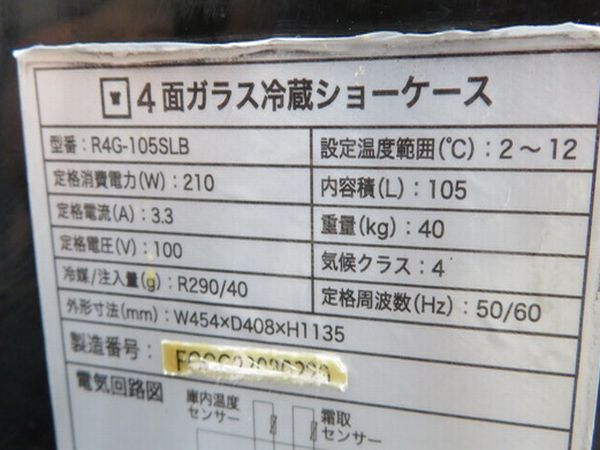 4面ガラス冷蔵ショーケース
型番：R4G-105SLB
設定温度範囲(℃)：2～12
定格消費電力(W)：210
内容積(L)：105
定格電流(A)：3.3
重量(kg)：40
定格電圧(V)：100
気候クラス：4
冷媒/注入量(g)：R290/40
定格周波数(Hz)：50/60
外形寸法(mm)：W454×D408×H1135
製造番号：
電気回路図
庫内温度
センサー
霜取
センサー